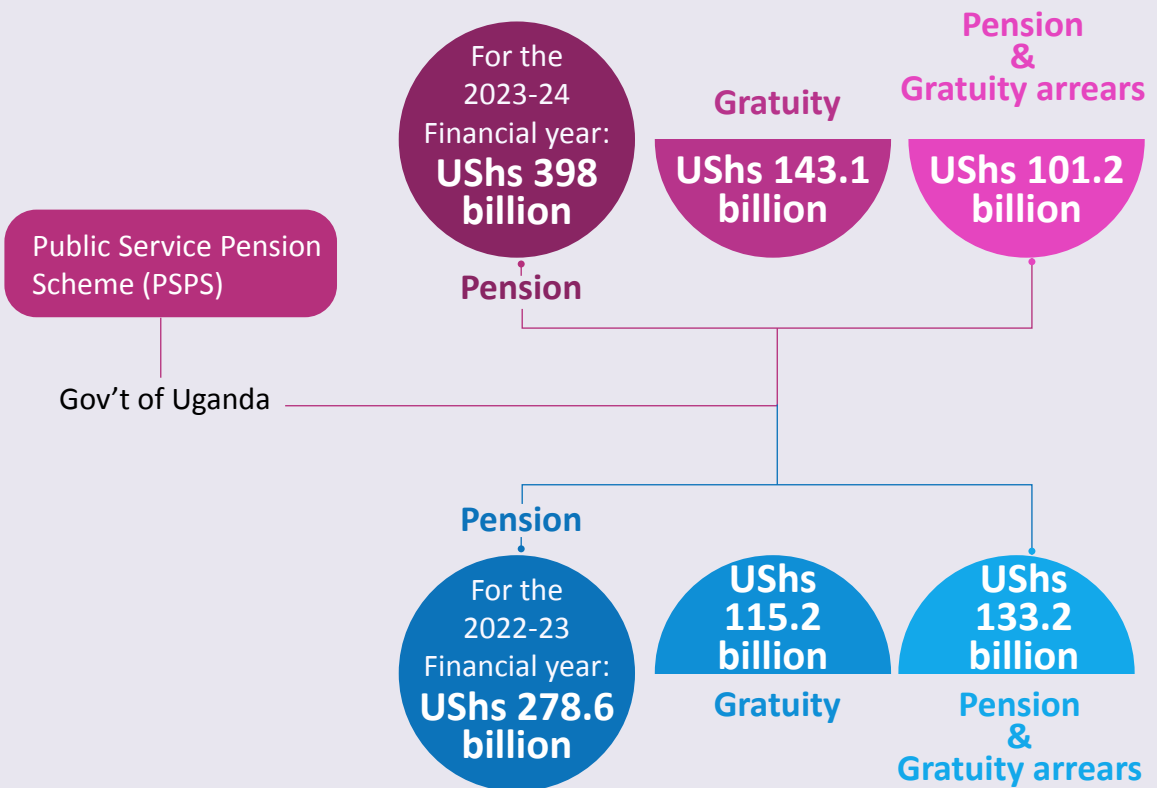 Pension
&
Gratuity arrears
For the
2023-24
Financial year:
UShs 398
billion
Pension
Gratuity
UShs 143.1
billion
UShs 101.2
billion
Public Service Pension
Scheme (PSPS)
Gov’t of Uganda
Pension
For the
2022-23
Financial year:
UShs 278.6
billion
UShs
115.2
billion
Gratuity
UShs
133.2
billion
Pension
&
Gratuity arrears